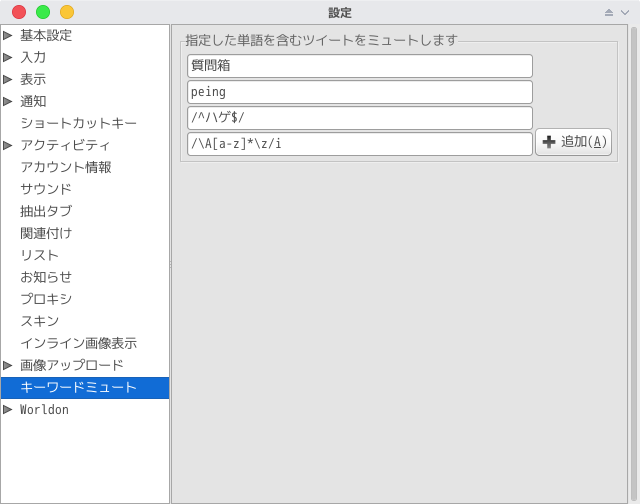 設定
基本設定
入力
表示
通知
ショートカットキー
アクティビティ
アカウント情報
サウンド
抽出タブ
関連付け
リスト
お知らせ
プロキシ
スキン
インライン画像表示
画像アップロード
キーワードミュート
Worldon
指定した単語を含むツイートをミュートします
質問箱
peing
/^ハゲ$/
/\A[a-z]*\z/i
追加(A)